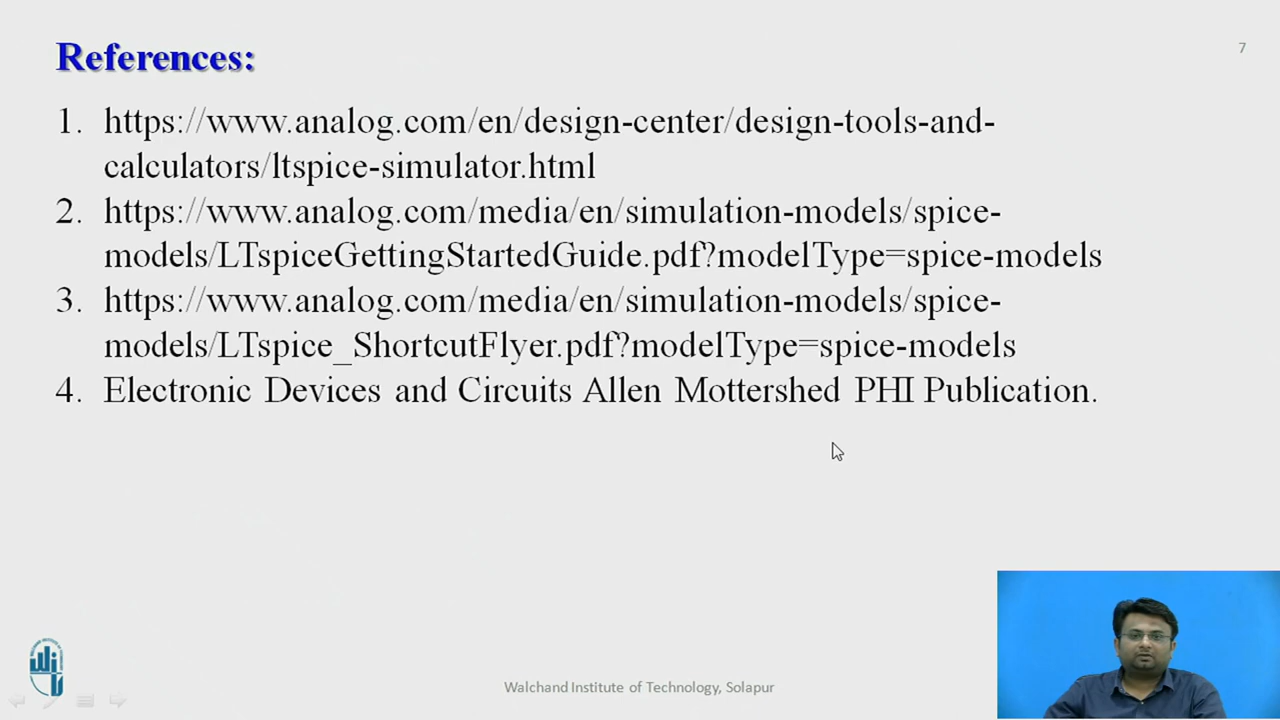 References:
7
1. https://www.analog.com/en/design-center/design-tools-and-
calculators/ltspice-simulator.html
2. https://www.analog.com/media/en/simulation-models/spice-
models/LTspiceGettingStartedGuide.pdf?modelType=spice-models
3. https://www.analog.com/media/en/simulation-models/spice-
models/LTspice_ShortcutFlyer.pdf?modelType=spice-models
4. Electronic Devices and Circuits Allen Mottershed PHI Publication.
Walchand Institute of Technology, Solapur